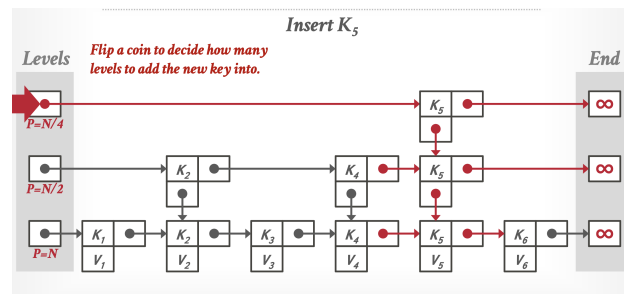 Insert K5
Levels
Flip a coin to decide how many
levels to add the new key into.
End
K5
∞
P=N/4
K2
K4
K5
∞
P=N/2
K1
K2
K3
K4
K5
K6
∞
P=N
V1
V2
V3
V4
V5
V6